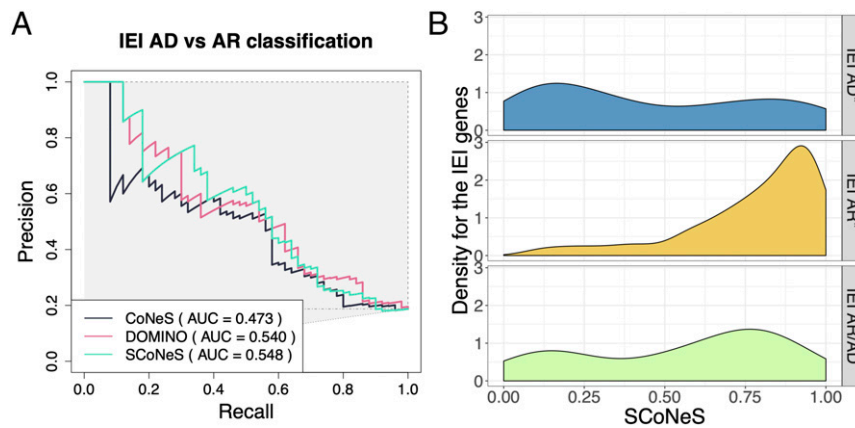 A
IEI AD vs AR classification
1.0
0.8
0.6
0.4
0.2
0.0
Precision
CoNeS ( AUC = 0.473 )
DOMINO ( AUC = 0.540 )
SCoNeS ( AUC = 0.548 )
0.0 0.2 0.4 0.6 0.8 1.0
Recall
B
Density for the IEI genes
3
2
1
0
IEI AD
3
2
1
0
IEI AR
3
2
1
0
IEI AR/AD
0.00 0.25 0.50 0.75 1.00
SCoNeS